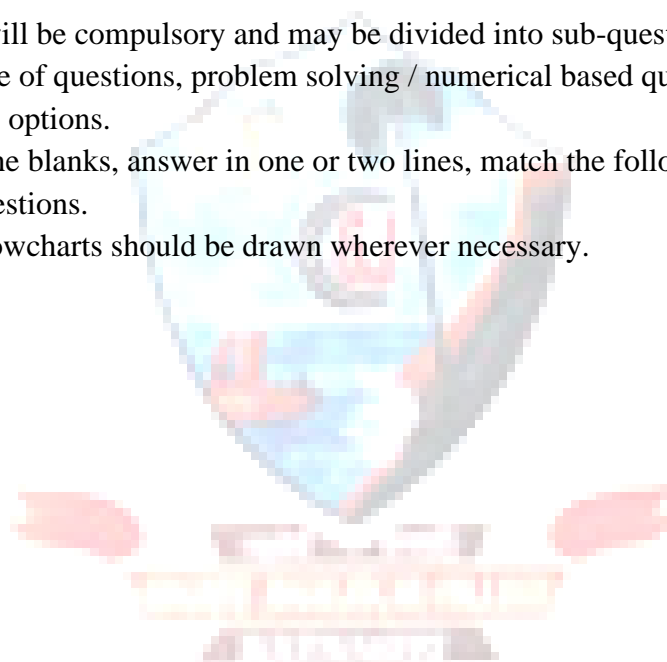 ill be compulsory and may be divided into sub-quest
e of questions, problem solving / numerical based qu
options.
ne blanks, answer in one or two lines, match the follo
estions.
owcharts should be drawn wherever necessary.